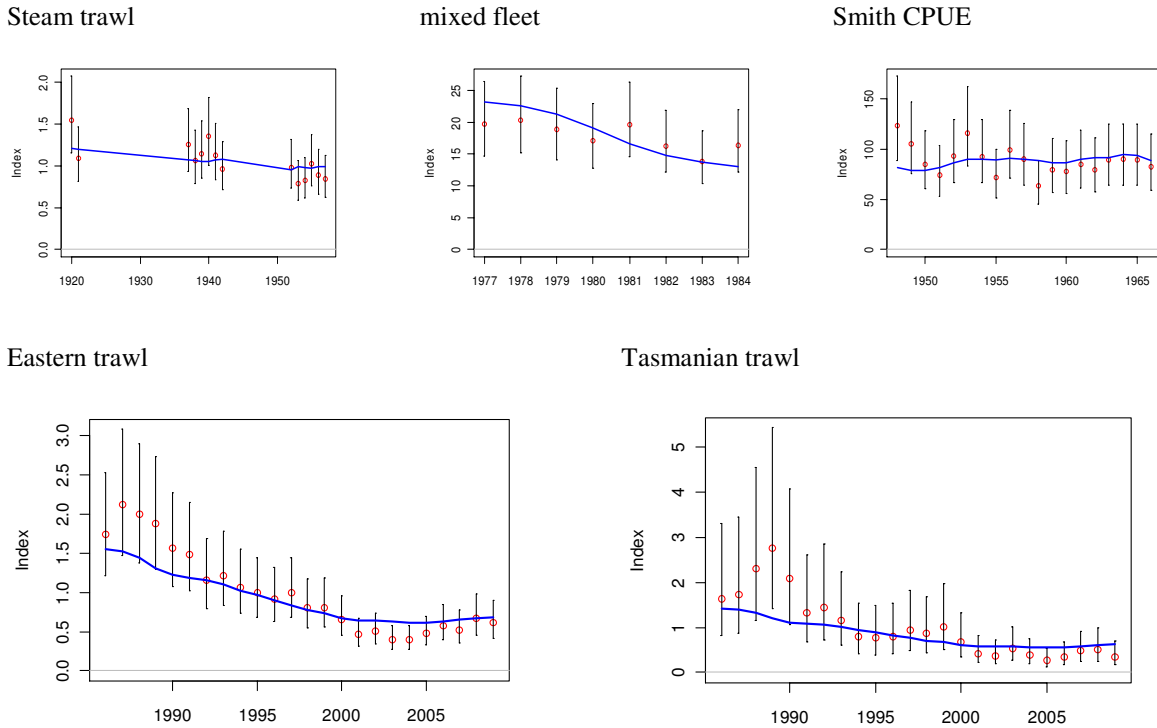 Steam trawl
mixed fleet
Smith CPUE
Index
0.0 0.5 1.0 1.5 2.0
1920 1930 1940 1950
Index
0 5 10 15 20 25
1977 1978 1979 1980 1981 1982 1983 1984
Index
0 50 100 150
1950 1955 1960 1965
Eastern trawl
Tasmanian trawl
Index
0.0 0.5 1.0 1.5 2.0 2.5 3.0
1990 1995 2000 2005
Index
0 1 2 3 4 5
1990 1995 2000 2005